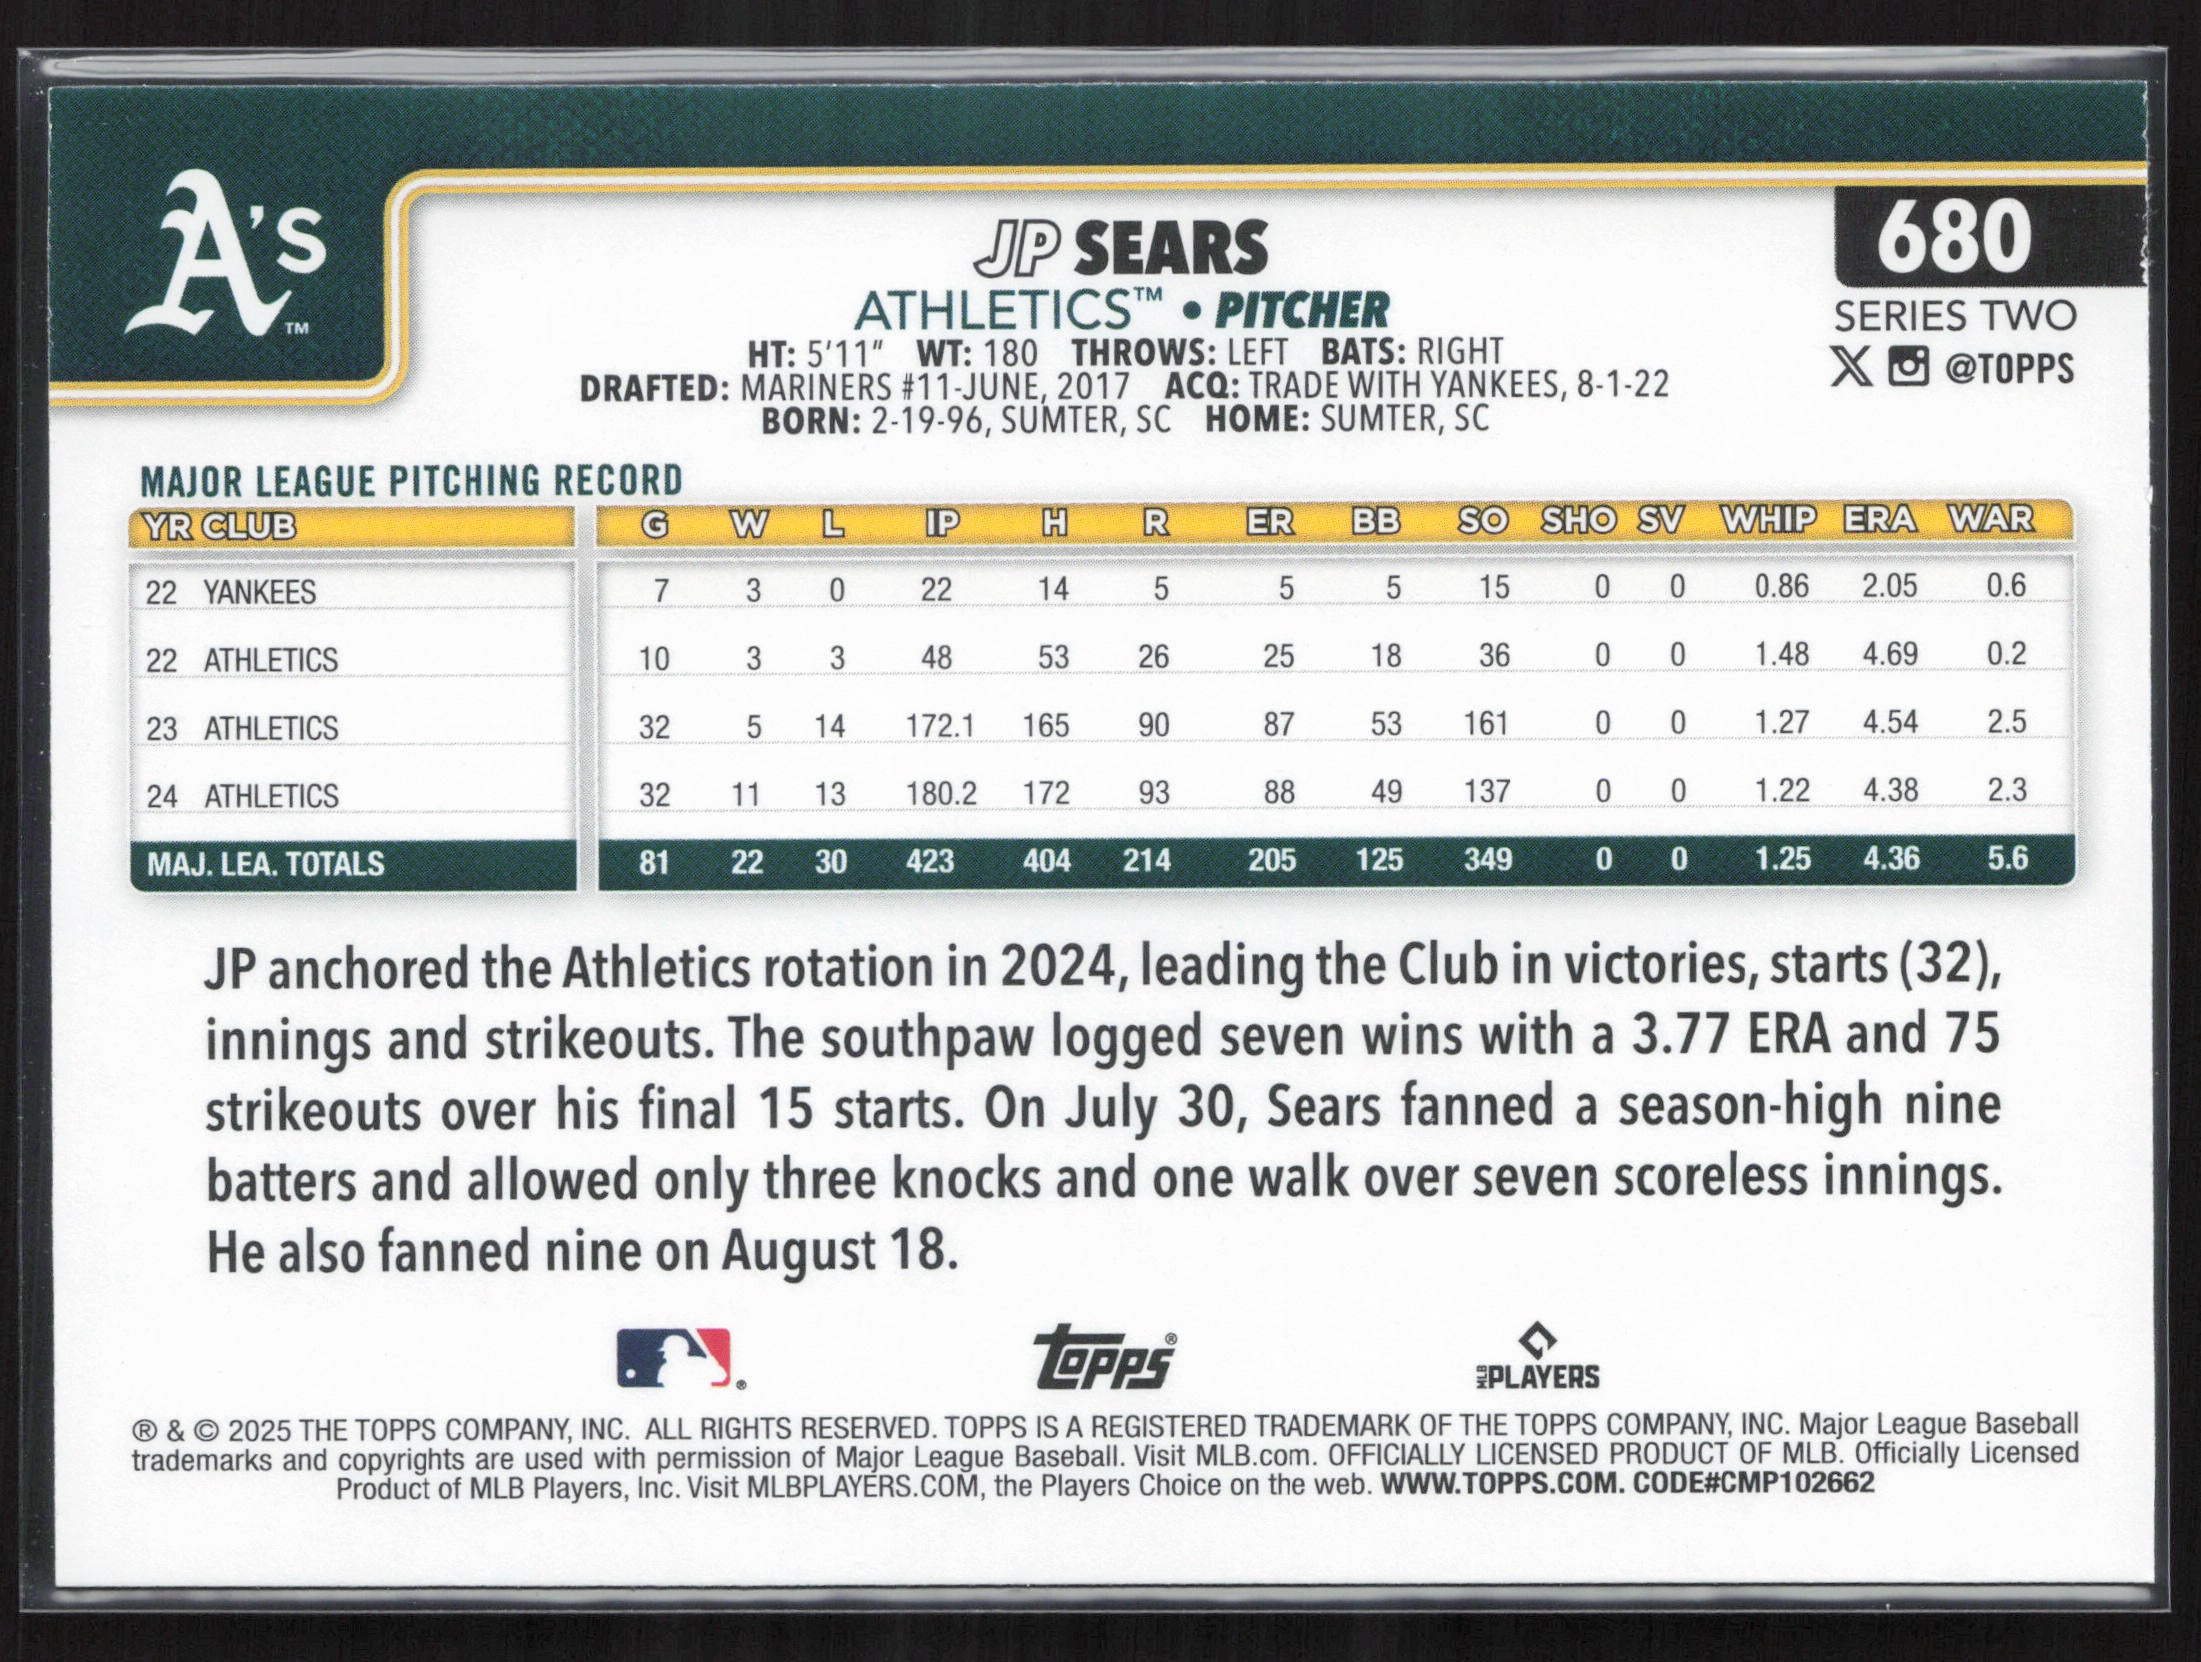 A's™
680
JP SEARS
SERIES TWO
ATHLETICS™ • PITCHER
HT: 5'11" WT: 180 THROWS: LEFT BATS: RIGHT
@TOPPS
DRAFTED: MARINERS #11-JUNE, 2017 ACQ: TRADE WITH YANKEES, 8-1-22
BORN: 2-19-96, SUMTER, SC HOME: SUMTER, SC
MAJOR LEAGUE PITCHING RECORD
YR CLUB G W L IP H R ER BB SO SHO SV WHIP ERA WAR
22 YANKEES 7 3 0 22 14 5 5 5 15 0 0 0.86 2.05 0.6
22 ATHLETICS 10 3 3 48 53 26 25 18 36 0 0 1.48 4.69 0.2
23 ATHLETICS 32 5 14 172.1 165 90 87 53 161 0 0 1.27 4.54 2.5
24 ATHLETICS 32 11 13 180.2 172 93 88 49 137 0 0 1.22 4.38 2.3
MAJ. LEA. TOTALS 81 22 30 423 404 214 205 125 349 0 0 1.25 4.36 5.6
JP anchored the Athletics rotation in 2024, leading the Club in victories, starts (32),
innings and strikeouts. The southpaw logged seven wins with a 3.77 ERA and 75
strikeouts over his final 15 starts. On July 30, Sears fanned a season-high nine
batters and allowed only three knocks and one walk over seven scoreless innings.
He also fanned nine on August 18.
Topps®
MLB PLAYERS
® & © 2025 THE TOPPS COMPANY, INC. ALL RIGHTS RESERVED. TOPPS IS A REGISTERED TRADEMARK OF THE TOPPS COMPANY, INC. Major League Baseball
trademarks and copyrights are used with permission of Major League Baseball. Visit MLB.com. OFFICIALLY LICENSED PRODUCT OF MLB. Officially Licensed
Product of MLB Players, Inc. Visit MLBPLAYERS.COM, the Players Choice on the web. WWW.TOPPS.COM. CODE#CMP102662